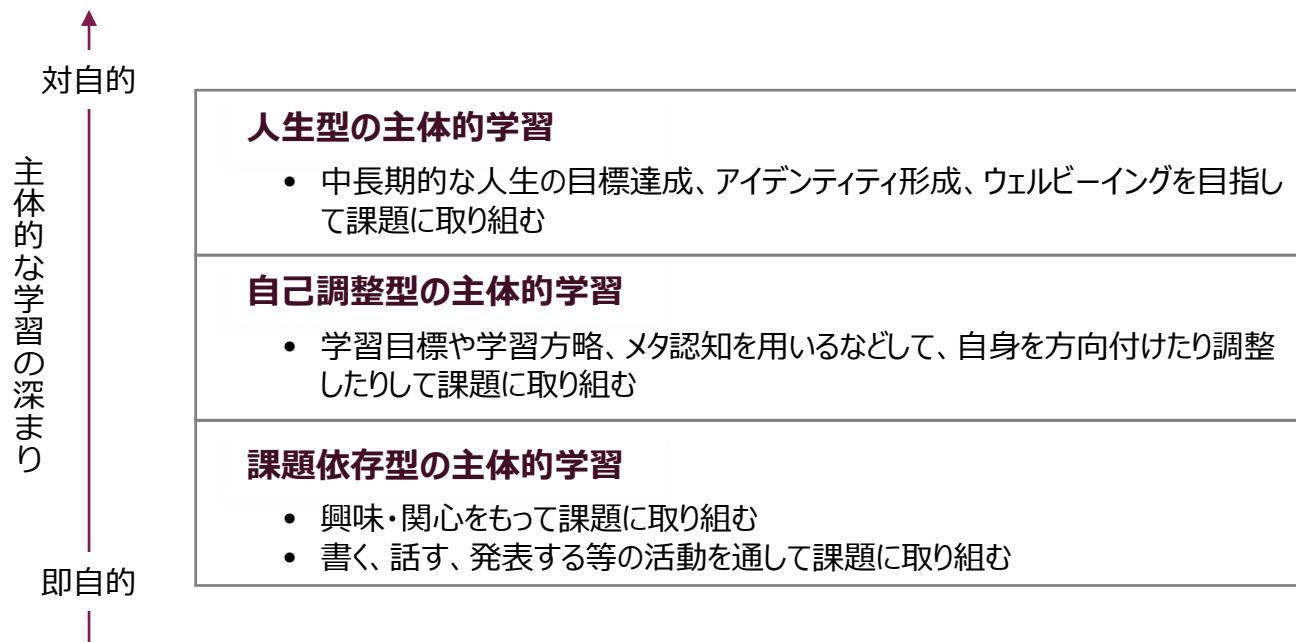 対自的
主体的な学習の深まり
即自的
人生型の主体的学習
• 中長期的な人生の目標達成、アイデンティティ形成、ウェルビーイングを目指し
て課題に取り組む
自己調整型の主体的学習
• 学習目標や学習方略、メタ認知を用いるなどして、自身を方向付けたり調整
したりして課題に取り組む
課題依存型の主体的学習
• 興味・関心をもって課題に取り組む
• 書く、話す、発表する等の活動を通して課題に取り組む